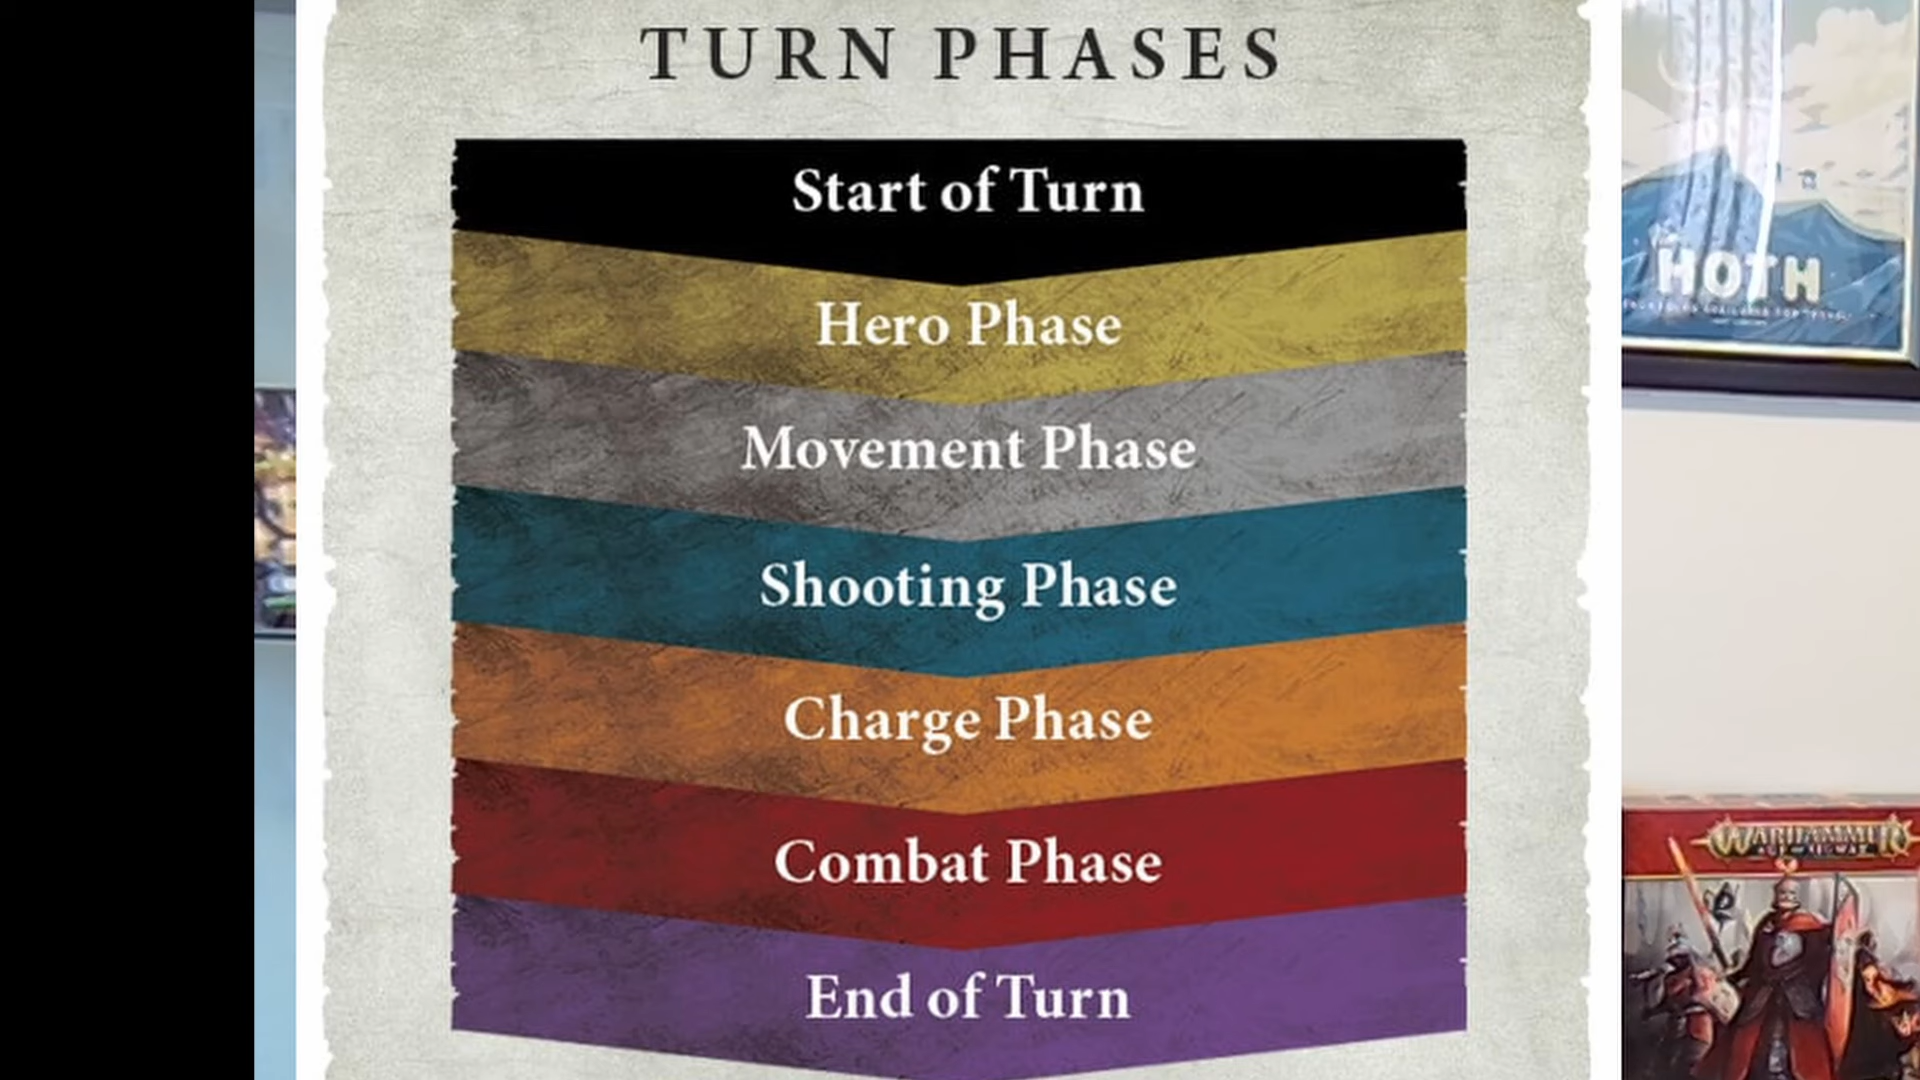 TURN PHASES
Start of Turn
Hero Phase
Movement Phase
Shooting Phase
Charge Phase
Combat Phase
End of Turn
HOTH
WARHAMMER